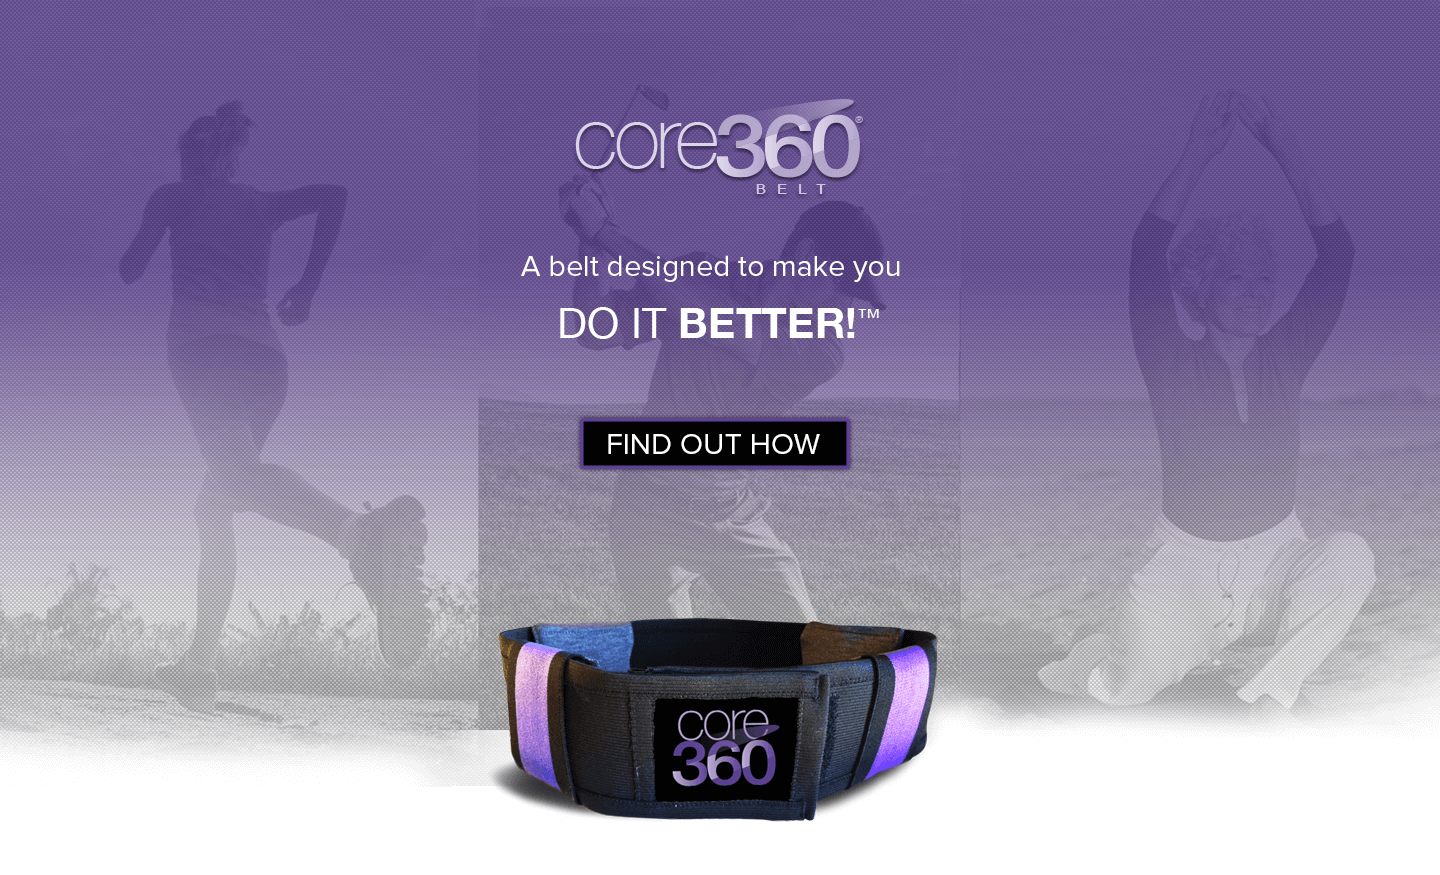 core360®
BELT
A belt designed to make you
DO IT BETTER!™
FIND OUT HOW
core
360